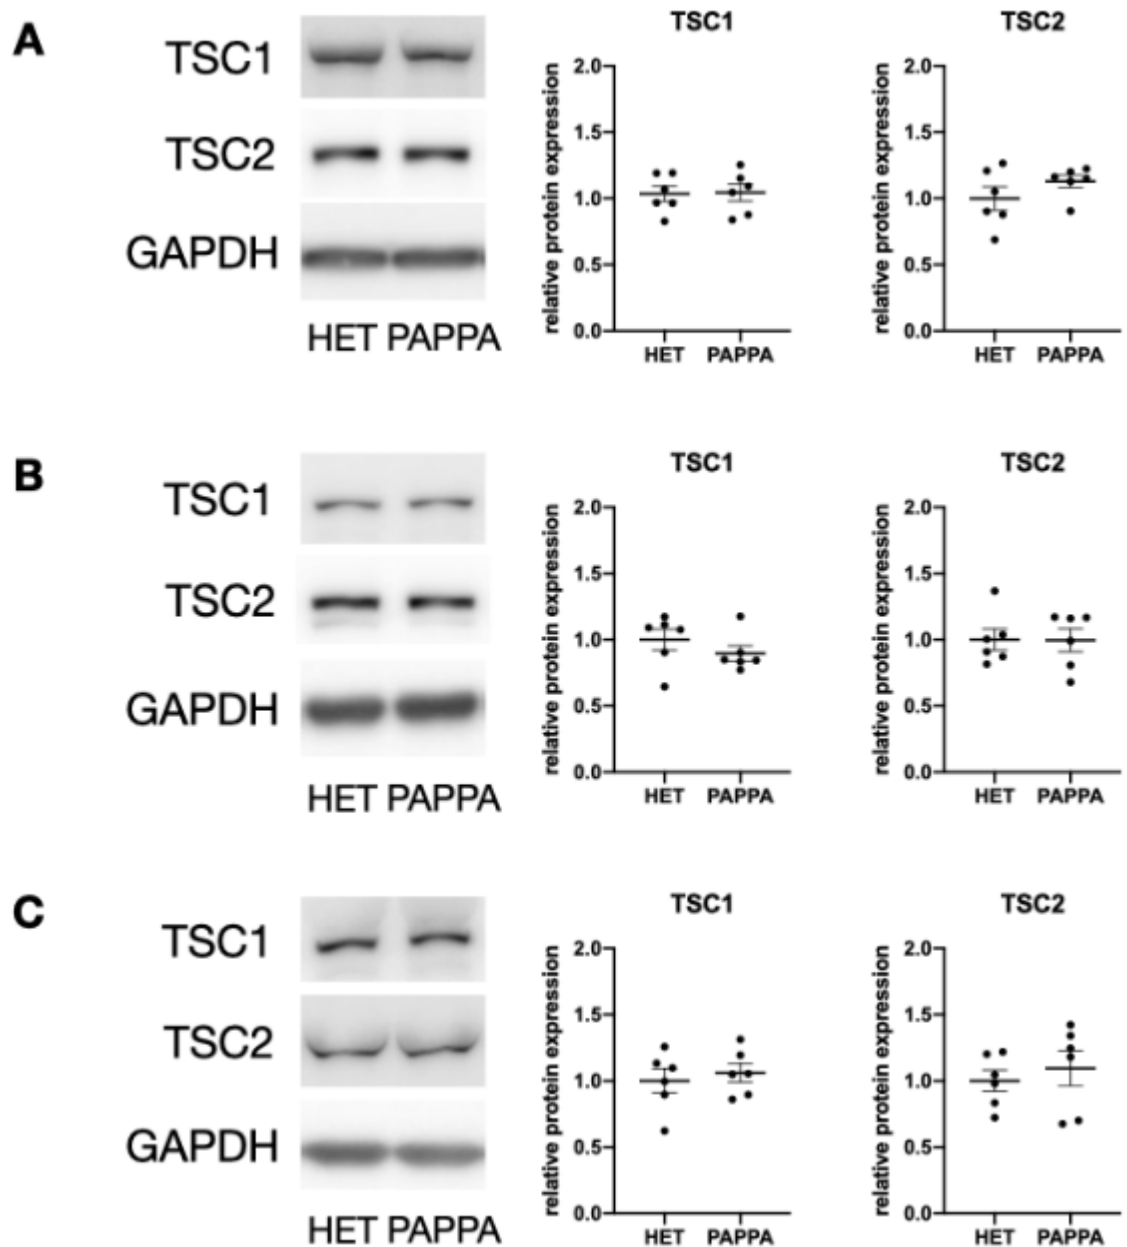 A
TSC1
TSC2
GAPDH
HET PAPPA
TSC1
relative protein expression
2.0
1.5
1.0
0.5
0.0
HET PAPPA
TSC2
relative protein expression
2.0
1.5
1.0
0.5
0.0
HET PAPPA
B
TSC1
TSC2
GAPDH
HET PAPPA
TSC1
relative protein expression
2.0
1.5
1.0
0.5
0.0
HET PAPPA
TSC2
relative protein expression
2.0
1.5
1.0
0.5
0.0
HET PAPPA
C
TSC1
TSC2
GAPDH
HET PAPPA
TSC1
relative protein expression
2.0
1.5
1.0
0.5
0.0
HET PAPPA
TSC2
relative protein expression
2.0
1.5
1.0
0.5
0.0
HET PAPPA